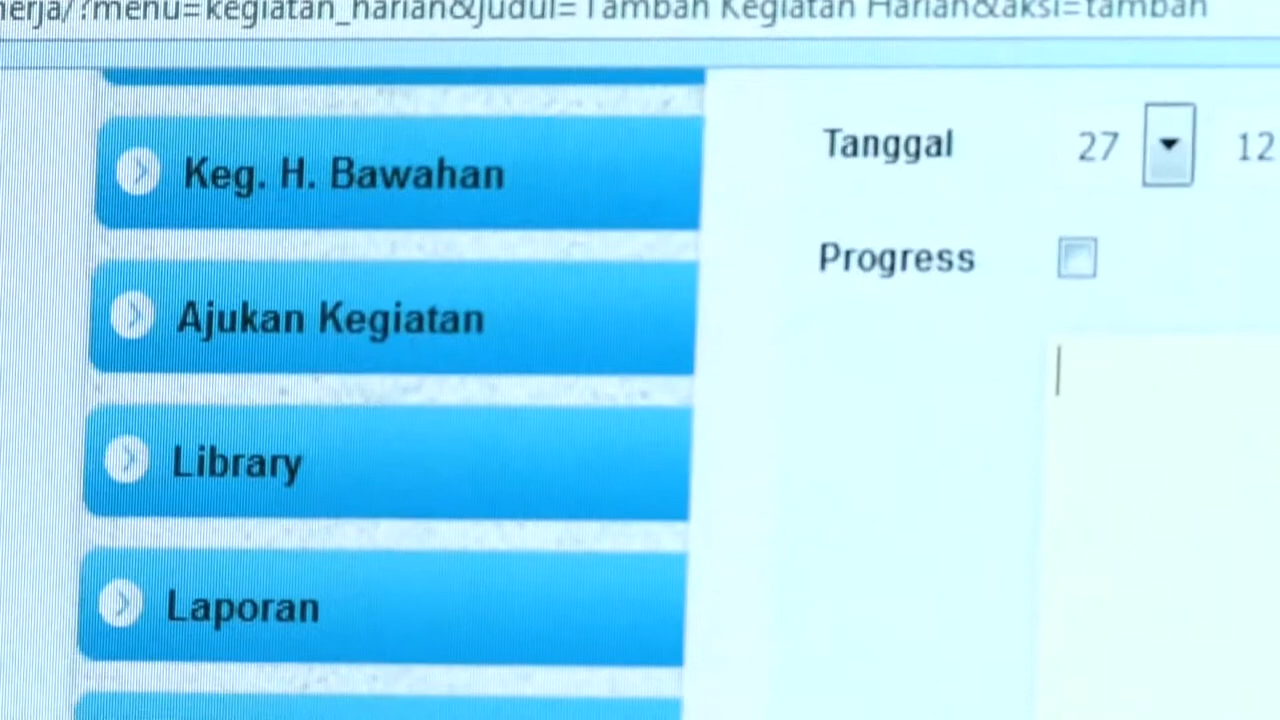 nerja/?menu=kegiatan_harian&judul=Tambah Kegiatan Harian&aksi=tambah
Keg. H. Bawahan
Ajukan Kegiatan
Library
Laporan
Tanggal 27 12
Progress